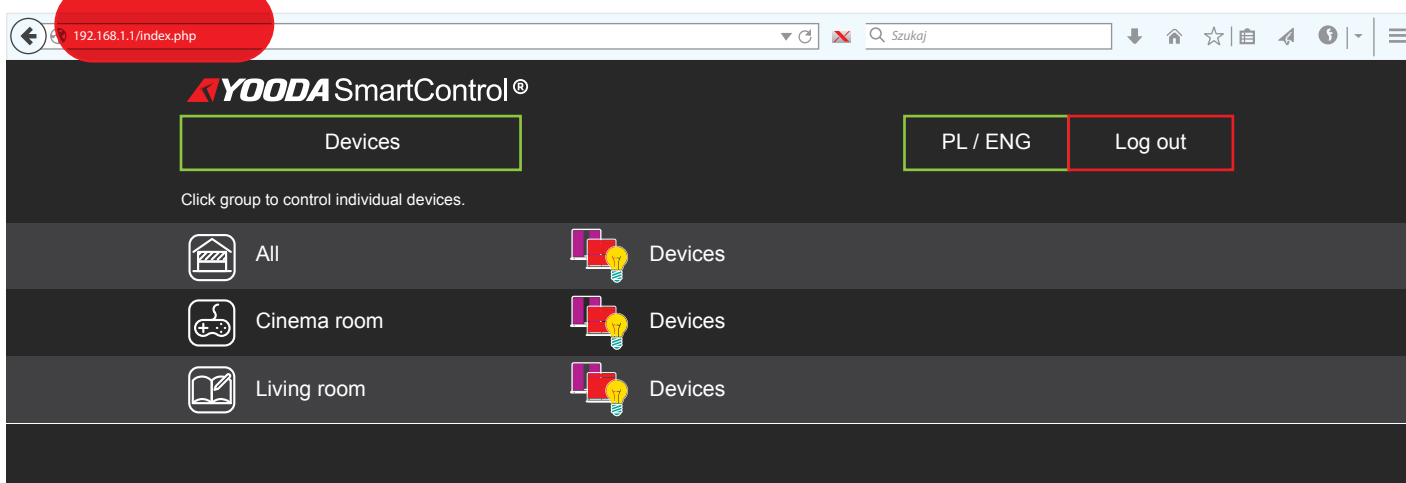 192.168.1.1/index.php
Szukaj
YOODA SmartControl®
Devices
PL / ENG
Log out
Click group to control individual devices.
All
Devices
Cinema room
Devices
Living room
Devices